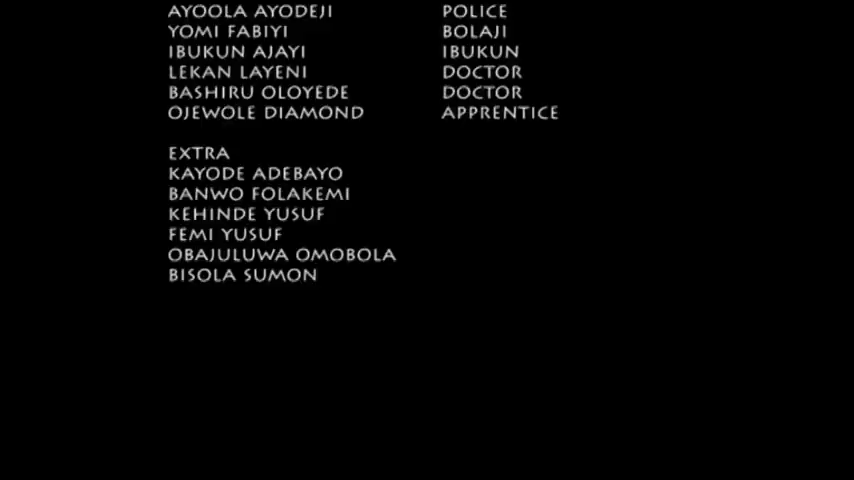 AYOOLA AYODEJI POLICE
YOMI FABIYI BOLAJI
IBUKUN AJAYI IBUKUN
LEKAN LAYENI DOCTOR
BASHIRU OLOYEDE DOCTOR
OJEWOLE DIAMOND APPRENTICE
EXTRA
KAYODE ADEBAYO
BANWO FOLAKEMI
KEHINDE YUSUF
FEMI YUSUF
OBAJULUWA OMOBOLA
BISOLA SUMON